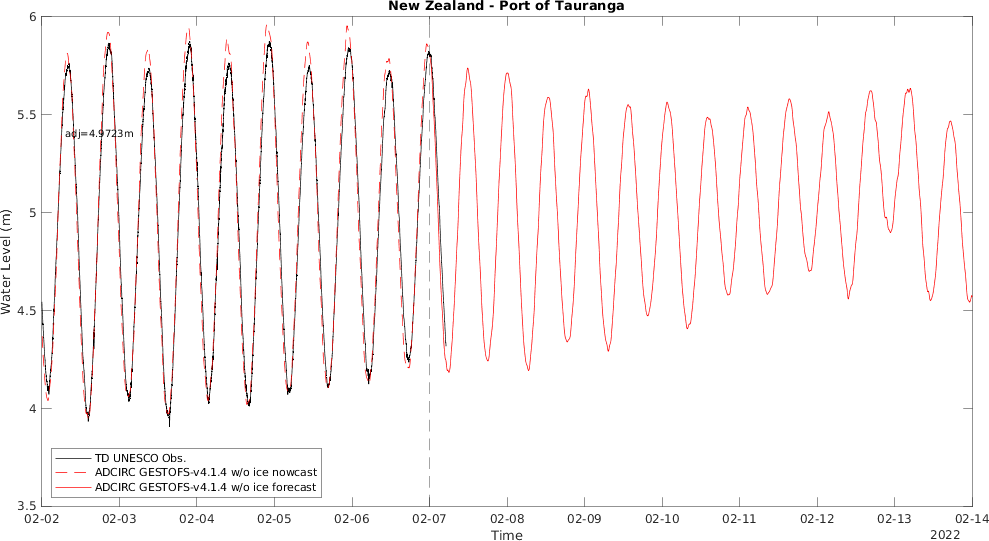 New Zealand - Port of Tauranga
Water Level (m)
6
5.5
5
4.5
4
3.5
adj=4.9723m
TD UNESCO Obs.
ADCIRC GESTOFS-v4.1.4 w/o ice nowcast
ADCIRC GESTOFS-v4.1.4 w/o ice forecast
02-02 02-03 02-04 02-05 02-06 02-07 02-08 02-09 02-10 02-11 02-12 02-13 02-14
Time
2022